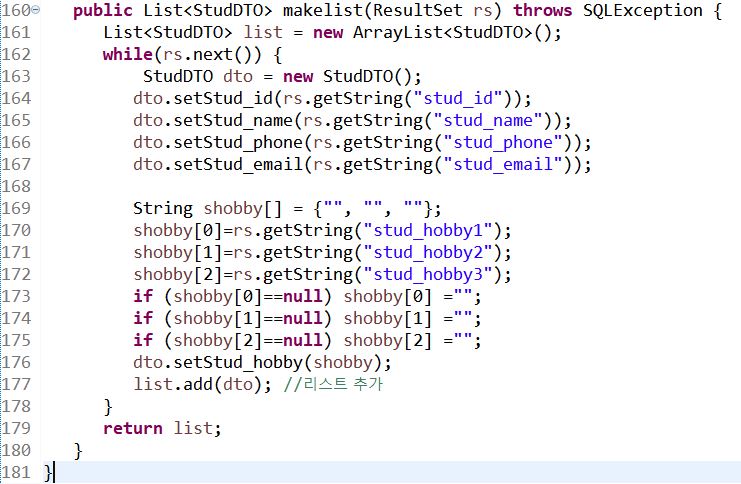 160 public List<StudDTO> makelist(ResultSet rs) throws SQLException {
161 List<StudDTO> list = new ArrayList<StudDTO>();
162 while(rs.next()) {
163 StudDTO dto = new StudDTO();
164 dto.setStud_id(rs.getString("stud_id"));
165 dto.setStud_name(rs.getString("stud_name"));
166 dto.setStud_phone(rs.getString("stud_phone"));
167 dto.setStud_email(rs.getString("stud_email"));
168
169 String shobby[] = {"", "", ""};
170 shobby[0]=rs.getString("stud_hobby1");
171 shobby[1]=rs.getString("stud_hobby2");
172 shobby[2]=rs.getString("stud_hobby3");
173 if (shobby[0]==null) shobby[0] ="";
174 if (shobby[1]==null) shobby[1] ="";
175 if (shobby[2]==null) shobby[2] ="";
176 dto.setStud_hobby(shobby);
177 list.add(dto); //리스트 추가
178 }
179 return list;
180 }
181 }